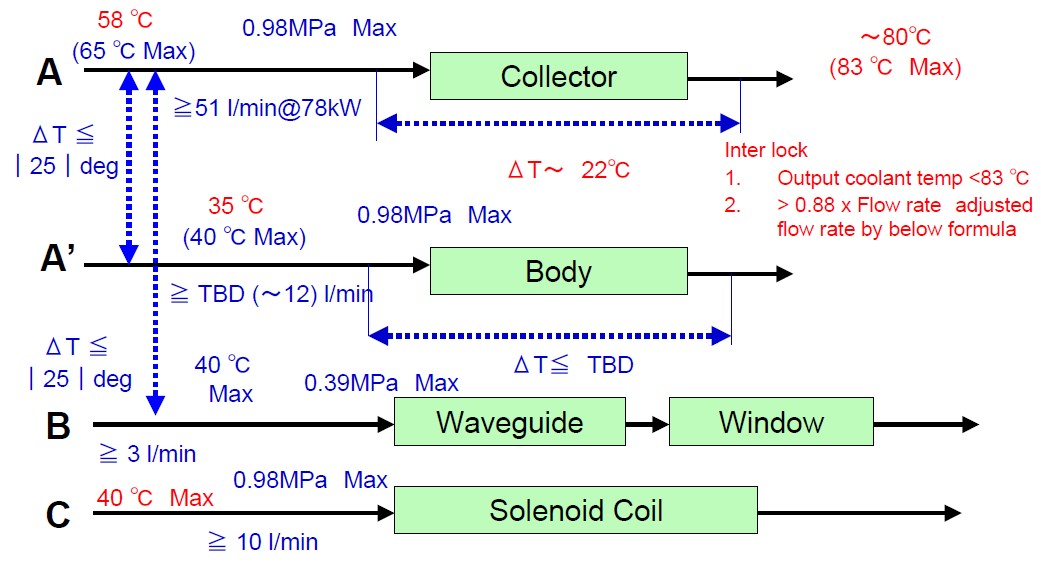 58 ℃
(65 ℃ Max)
0.98MPa Max
～80℃
(83 ℃ Max)
A
Collector
≧51 l/min@78kW
ΔT≦
|25|deg
ΔT～ 22℃
Inter lock
1. Output coolant temp <83 ℃
2. > 0.88 x Flow rate adjusted
flow rate by below formula
35 ℃
(40 ℃ Max)
0.98MPa Max
A’
Body
≧ TBD (～12) l/min
ΔT≦
|25|deg
40 ℃
Max
0.39MPa Max
ΔT≦ TBD
B
Waveguide
Window
≧ 3 l/min
0.98MPa Max
40 ℃ Max
C
Solenoid Coil
≧ 10 l/min